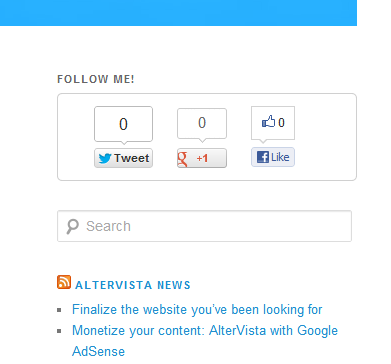 FOLLOW ME!
0 0 0
Tweet +1 Like
Search
ALTERVISTA NEWS
Finalize the website you've been looking for
Monetize your content: AlterVista with Google
AdSense